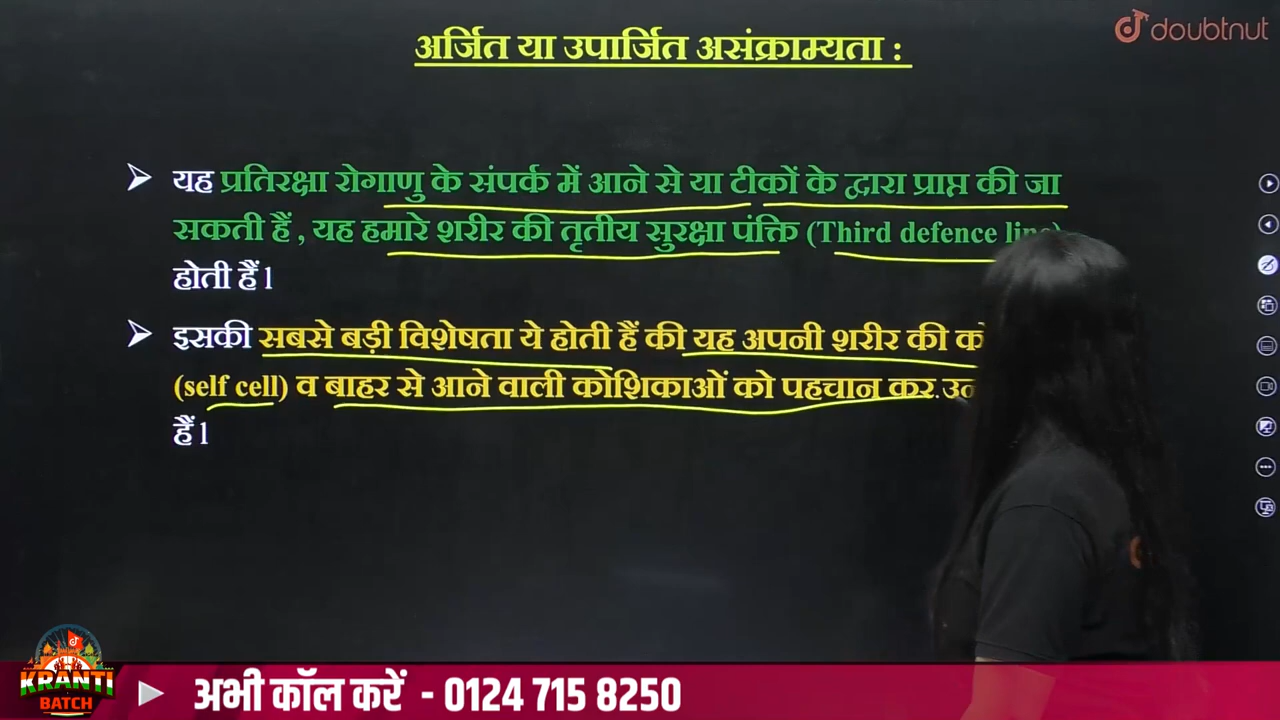 doubtnut
अर्जित या उपार्जित असंक्राम्यता :
यह प्रतिरक्षा रोगाणु के संपर्क में आने से या टीकों के द्वारा प्राप्त की जा
सकती हैं , यह हमारे शरीर की तृतीय सुरक्षा पंक्ति (Third defence line)
होती हैं l
इसकी सबसे बड़ी विशेषता ये होती हैं की यह अपनी शरीर की
(self cell) व बाहर से आने वाली कोशिकाओं को पहचान कर
हैं l
KRANTI
BATCH
अभी कॉल करें - 0124 715 8250